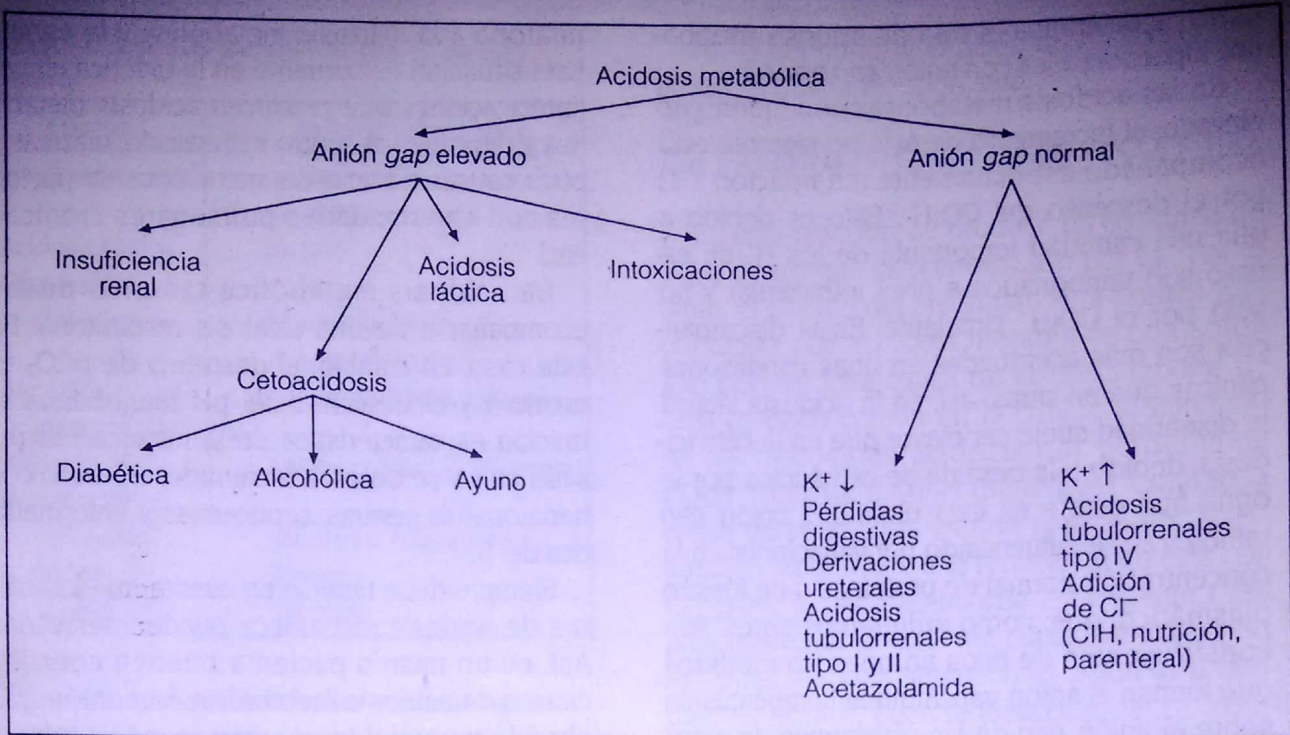 Acidosis metabólica
Anión gap elevado
Anión gap normal
Insuficiencia
renal
Acidosis
láctica
Intoxicaciones
Cetoacidosis
Diabética
Alcohólica
Ayuno
K+ ↓
Pérdidas
digestivas
Derivaciones
ureterales
Acidosis
tubulorrenales
tipo I y II
Acetazolamida
K+ ↑
Acidosis
tubulorrenales
tipo IV
Adición
de Cl–
(ClH, nutrición,
parenteral)